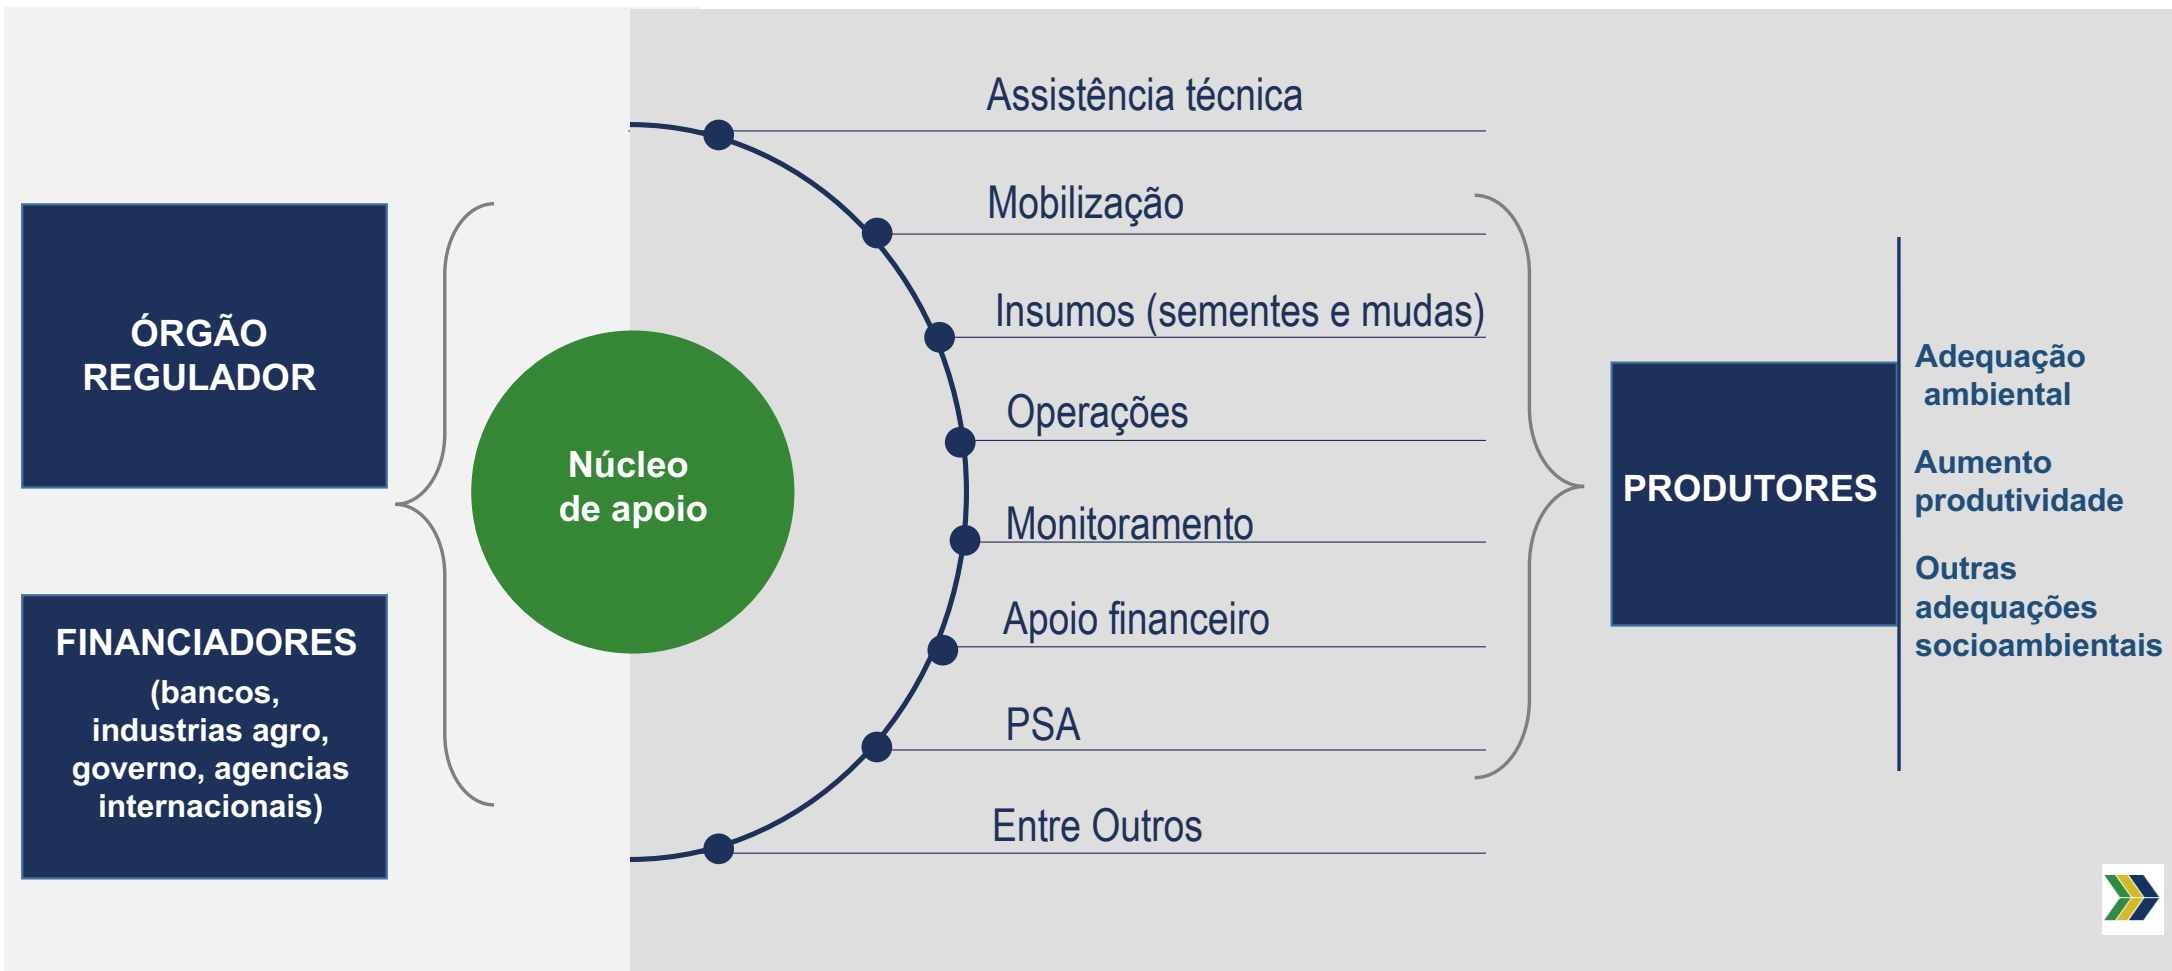 ÓRGÃO
REGULADOR
FINANCIADORES
(bancos,
industrias agro,
governo, agencias
internacionais)
Núcleo
de apoio
Assistência técnica
Mobilização
Insumos (sementes e mudas)
Operações
Monitoramento
Apoio financeiro
PSA
Entre Outros
PRODUTORES
Adequação
ambiental
Aumento
produtividade
Outras
adequações
socioambientais